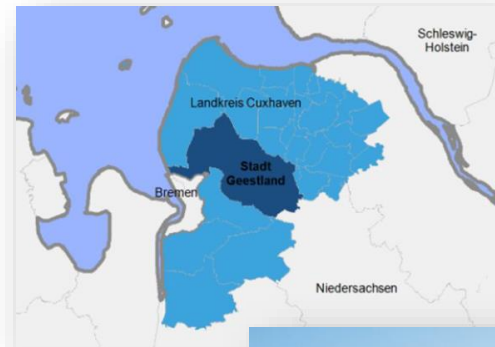 Schleswig-
Holstein
Landkreis Cuxhaven
Stadt
Geestland
Bremen
Niedersachsen